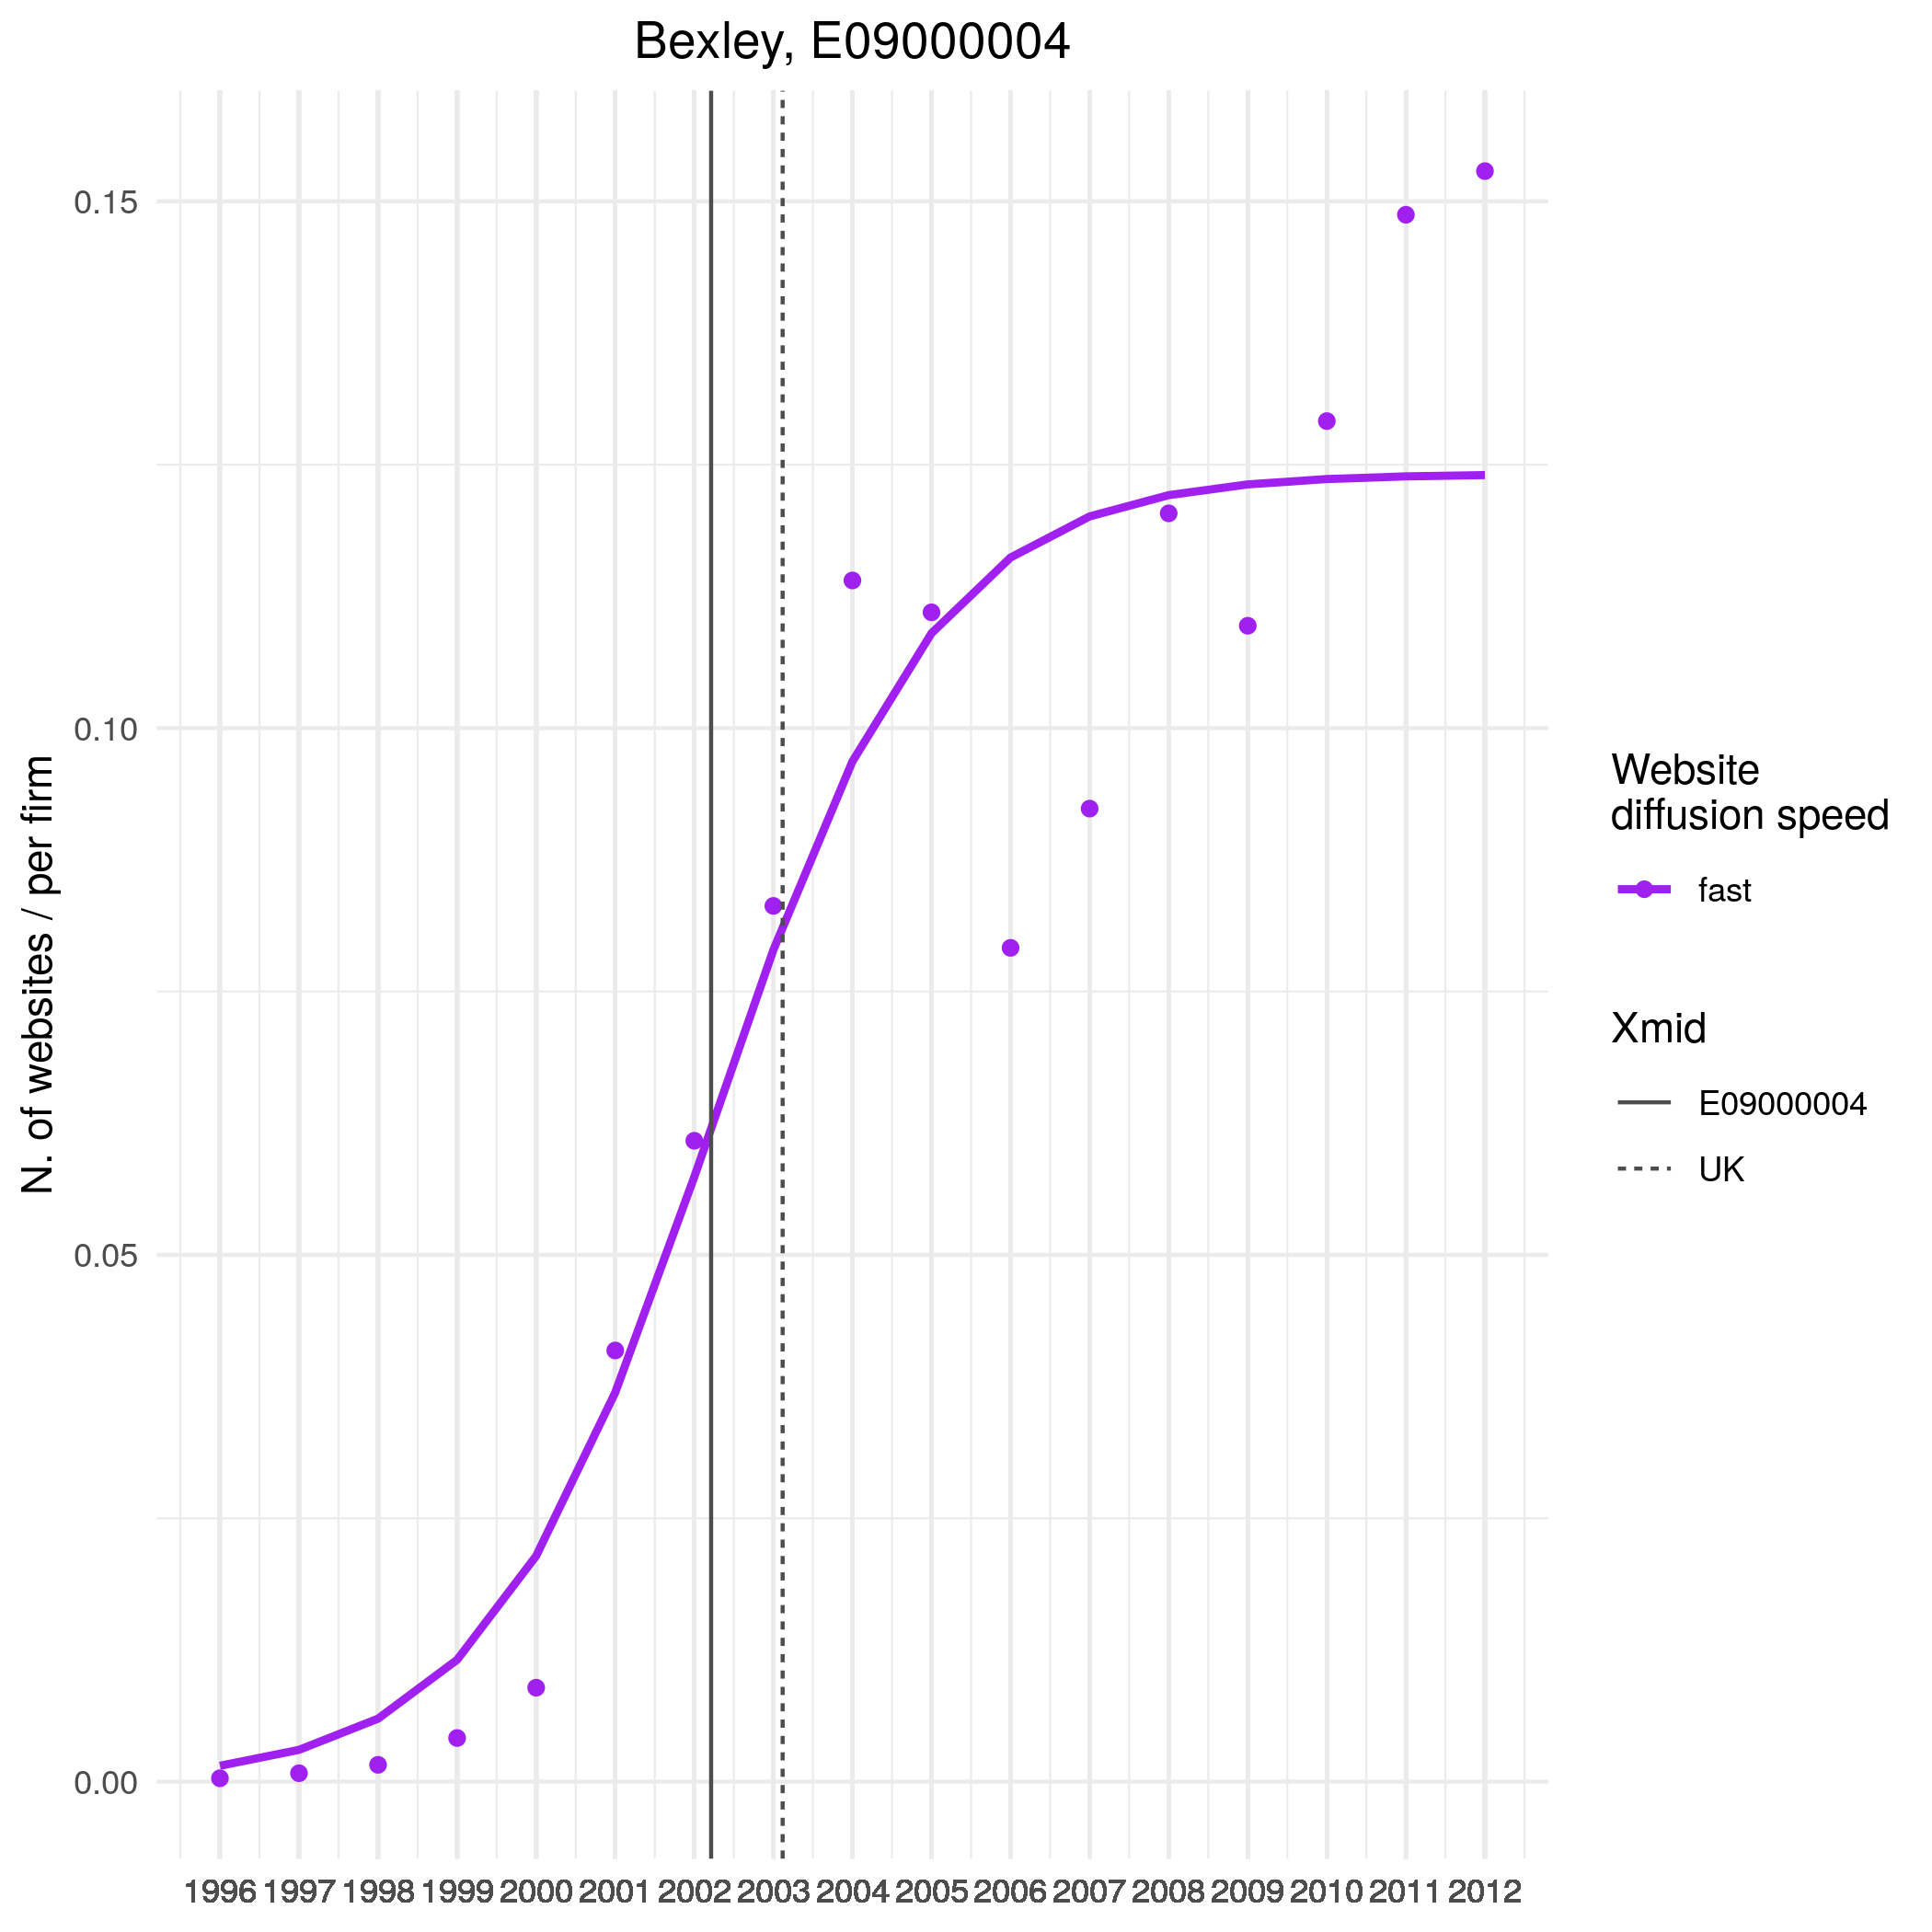 Bexley, E09000004
0.15
0.10
0.05
0.00
N. of websites / per firm
1996 1997 1998 1999 2000 2001 2002 2003 2004 2005 2006 2007 2008 2009 2010 2011 2012
Website
diffusion speed
fast
Xmid
E09000004
UK